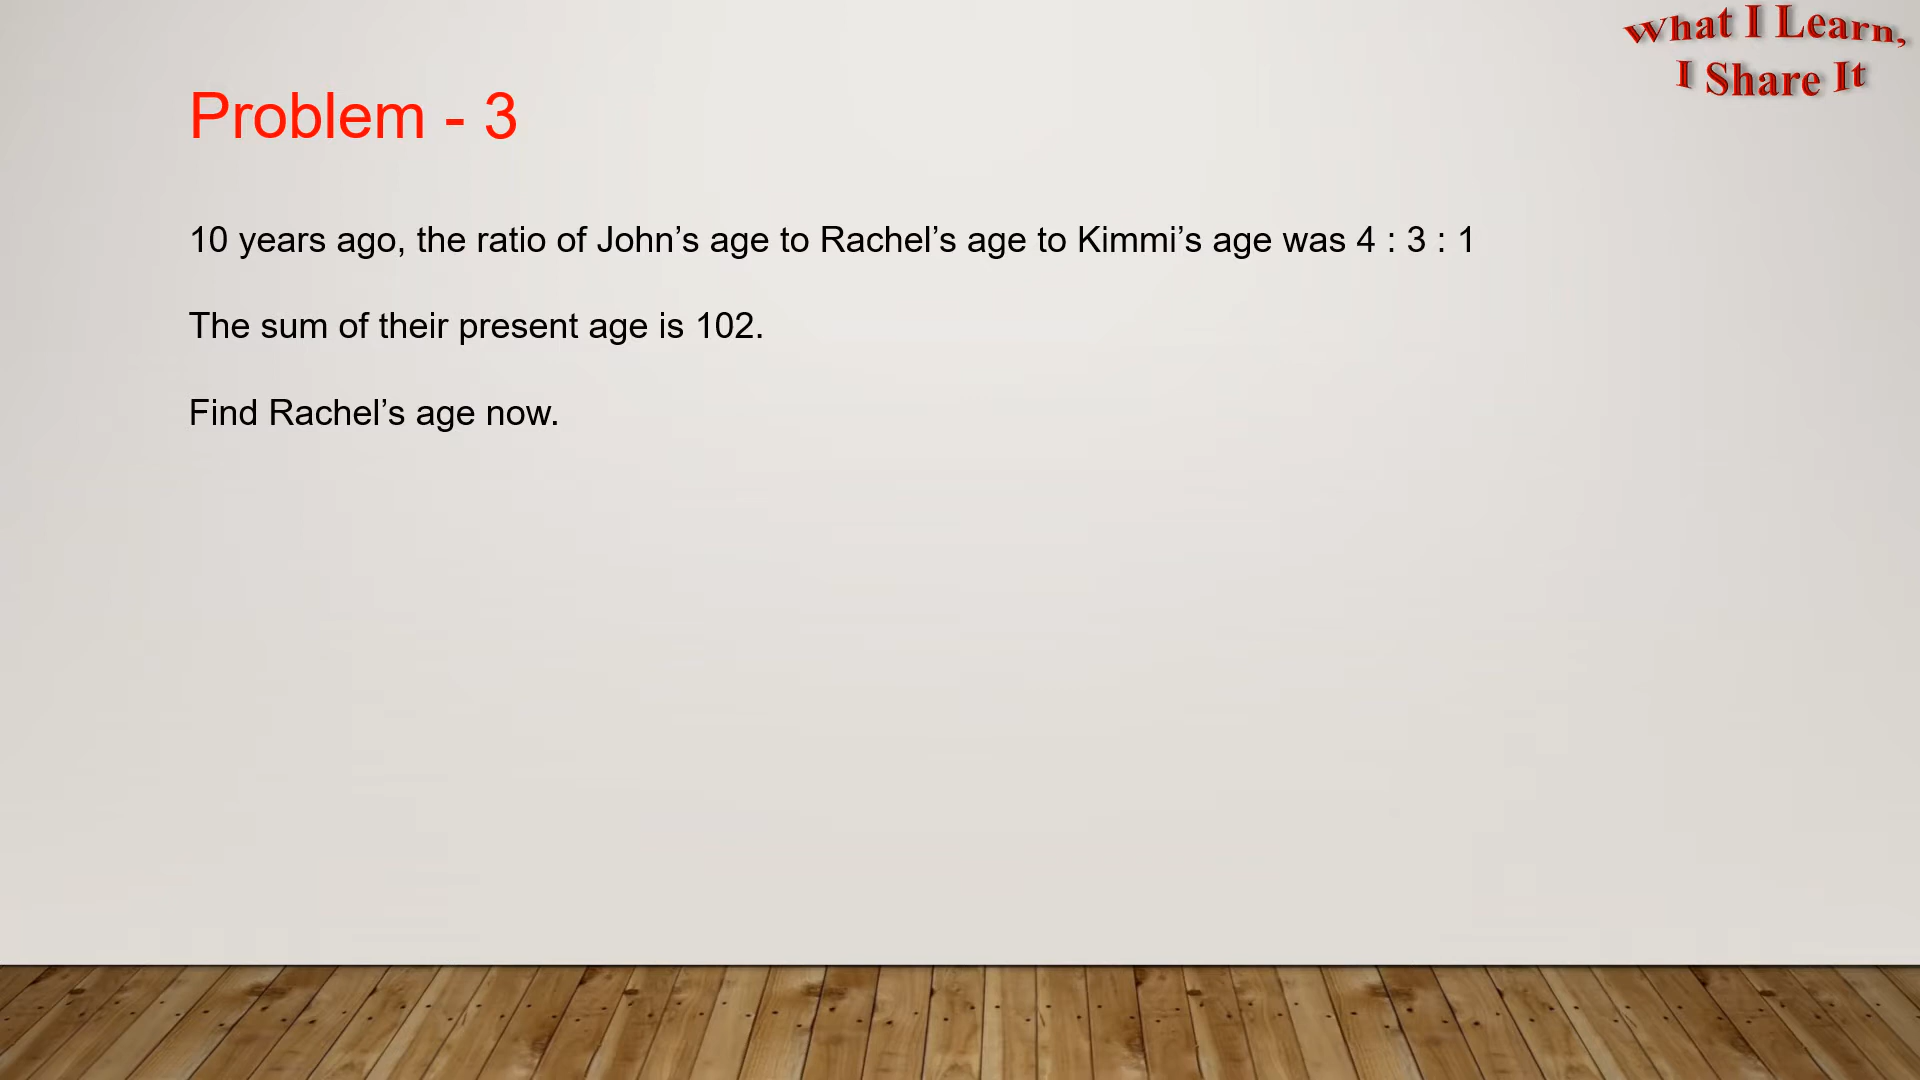 What I Learn,
I Share It
Problem - 3
10 years ago, the ratio of John’s age to Rachel’s age to Kimmi’s age was 4 : 3 : 1
The sum of their present age is 102.
Find Rachel’s age now.